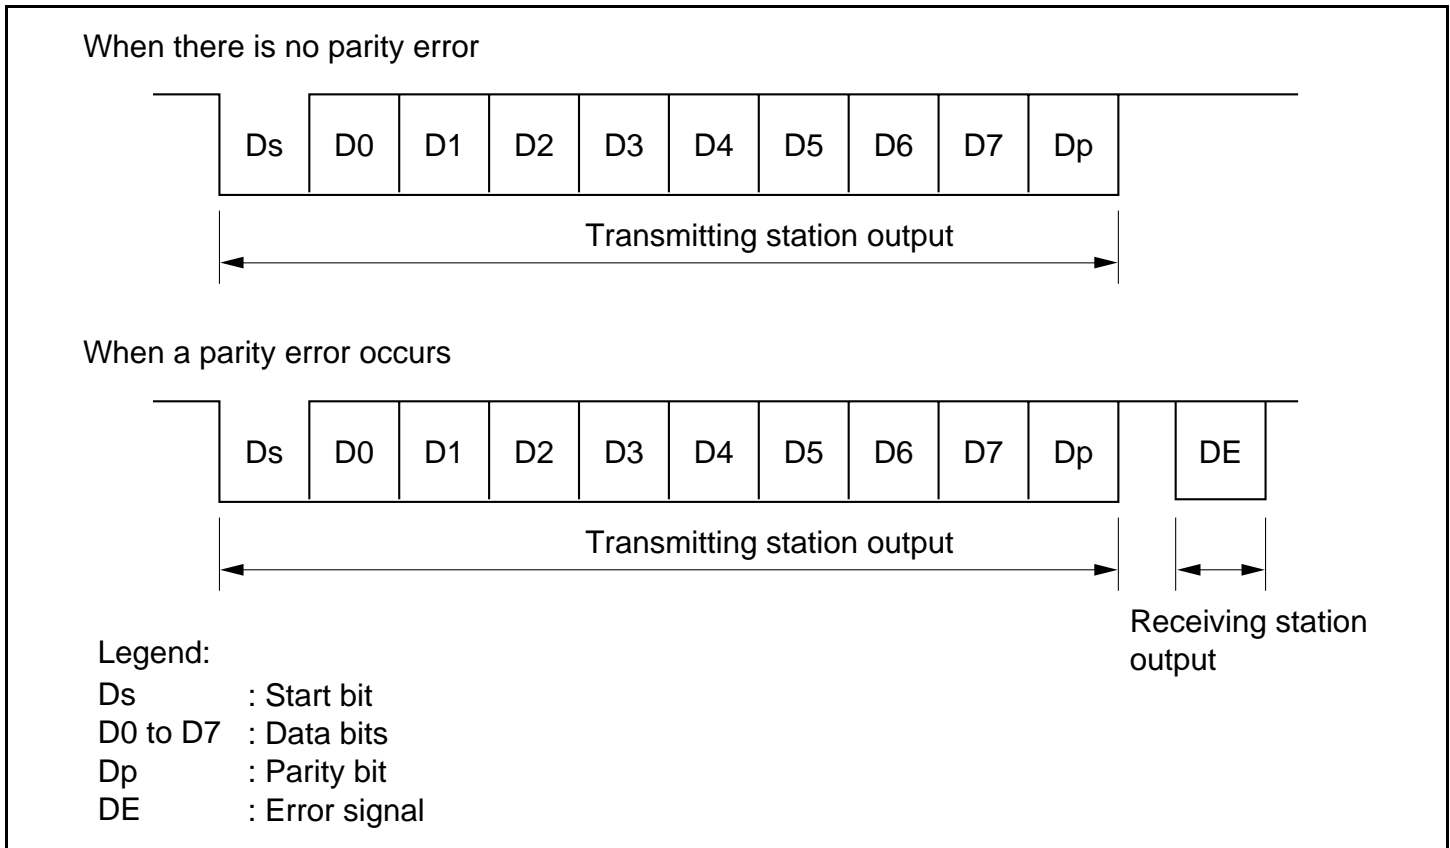 When there is no parity error
Ds D0 D1 D2 D3 D4 D5 D6 D7 Dp
Transmitting station output
When a parity error occurs
Ds D0 D1 D2 D3 D4 D5 D6 D7 Dp DE
Transmitting station output
Receiving station
output
Legend:
Ds : Start bit
D0 to D7 : Data bits
Dp : Parity bit
DE : Error signal